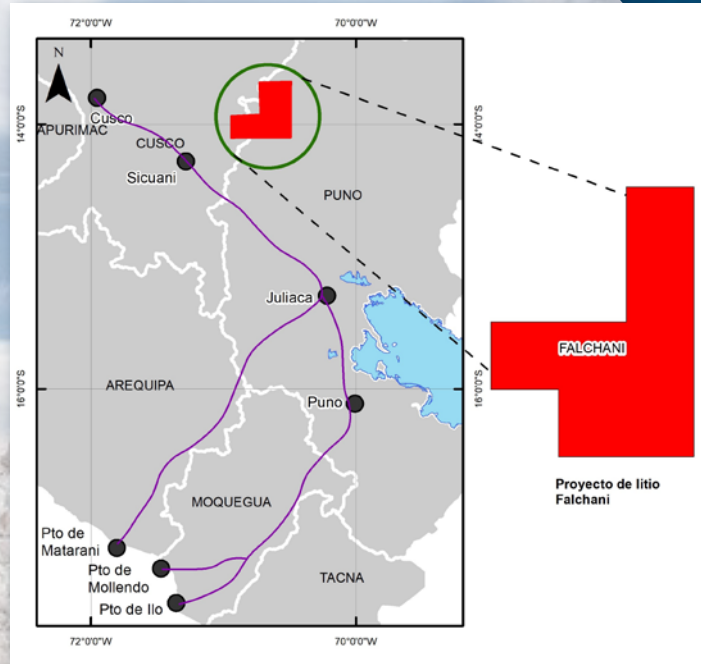 72°0'0"W
70°0'0"W
N
14°0'0"S
14°0'0"S
Cusco
APURIMAC
CUSCO
Sicuani
PUNO
Juliaca
FALCHANI
AREQUIPA
16°0'0"S
16°0'0"S
Puno
Proyecto de litio
Falchani
MOQUEGUA
Pto de
Matarani
Pto de
Mollendo
TACNA
Pto de Ilo
72°0'0"W
70°0'0"W